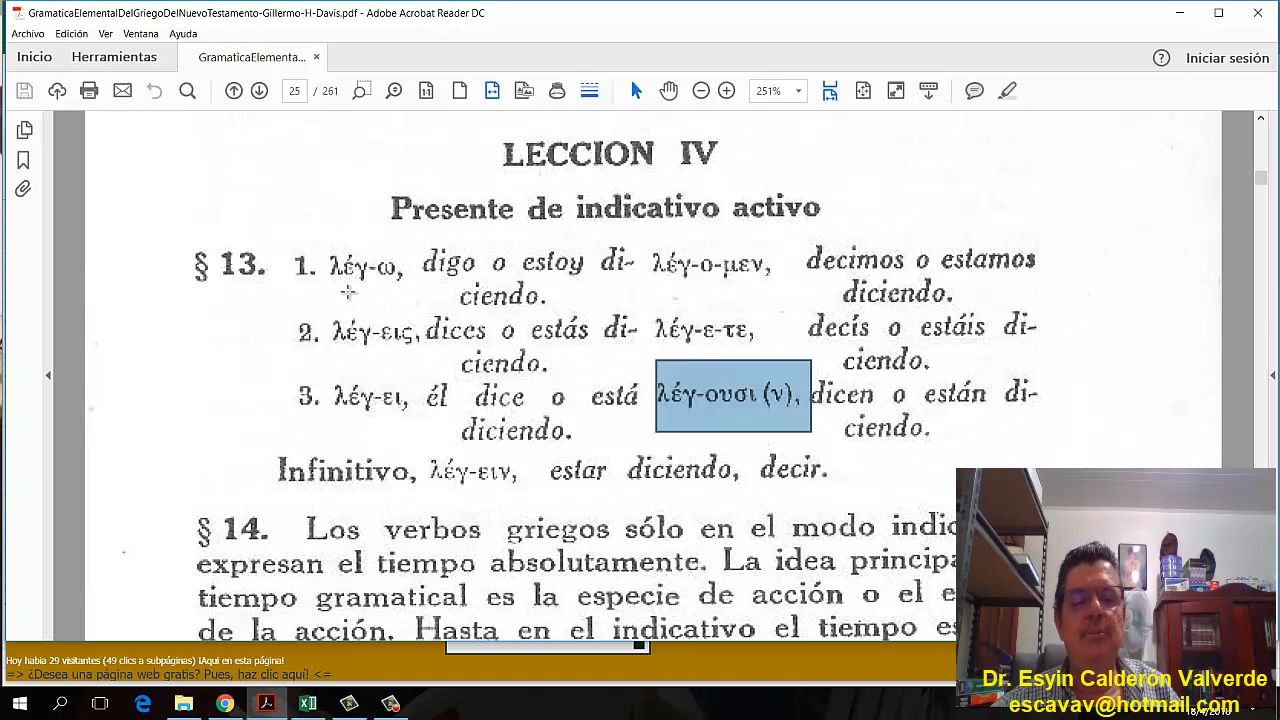 GramaticaElementalDelGriegoDelNuevoTestamento-Gillermo-H-Davis.pdf - Adobe Acrobat Reader DC
Archivo Edición Ver Ventana Ayuda
Inicio Herramientas GramaticaElementa... × Iniciar sesión
25 / 261 251%
LECCION IV
Presente de indicativo activo
§ 13. 1. λέγ-ω, digo o estoy di- λέγ-ο-μεν, decimos o estamos
ciendo. diciendo.
2. λέγ-εις, dices o estás di- λέγ-ε-τε, decís o estáis di-
ciendo. ciendo.
3. λέγ-ει, él dice o está λέγ-ουσι (ν), dicen o están di-
diciendo. ciendo.
Infinitivo, λέγ-ειν, estar diciendo, decir.
§ 14. Los verbos griegos sólo en el modo indic
expresan el tiempo absolutamente. La idea principa
tiempo gramatical es la especie de acción o el e
de la acción. Hasta en el indicativo el tiempo es
Hoy habia 29 visitantes (49 clics a subpáginas) ¡Aqui en esta página!
=> ¿Desea una página web gratis? Pues, haz clic aquí! <=
Dr. Esyin Calderón Valverde
escavav@hotmail.com